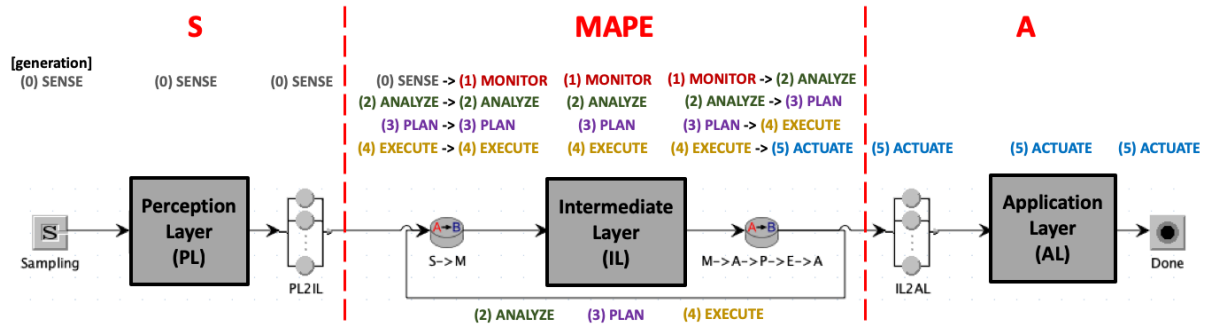 S MAPE A
[generation]
(0) SENSE (0) SENSE (0) SENSE (0) SENSE -> (1) MONITOR (1) MONITOR (1) MONITOR -> (2) ANALYZE
(2) ANALYZE -> (2) ANALYZE (2) ANALYZE (2) ANALYZE -> (3) PLAN
(3) PLAN -> (3) PLAN (3) PLAN (3) PLAN -> (4) EXECUTE
(4) EXECUTE -> (4) EXECUTE (4) EXECUTE (4) EXECUTE -> (5) ACTUATE (5) ACTUATE (5) ACTUATE (5) ACTUATE
S
Sampling
Perception
Layer
(PL)
PL2IL
A→B
S->M
Intermediate
Layer
(IL)
A→B
M->A->P->E->A
IL2AL
Application
Layer
(AL)
Done
(2) ANALYZE (3) PLAN (4) EXECUTE